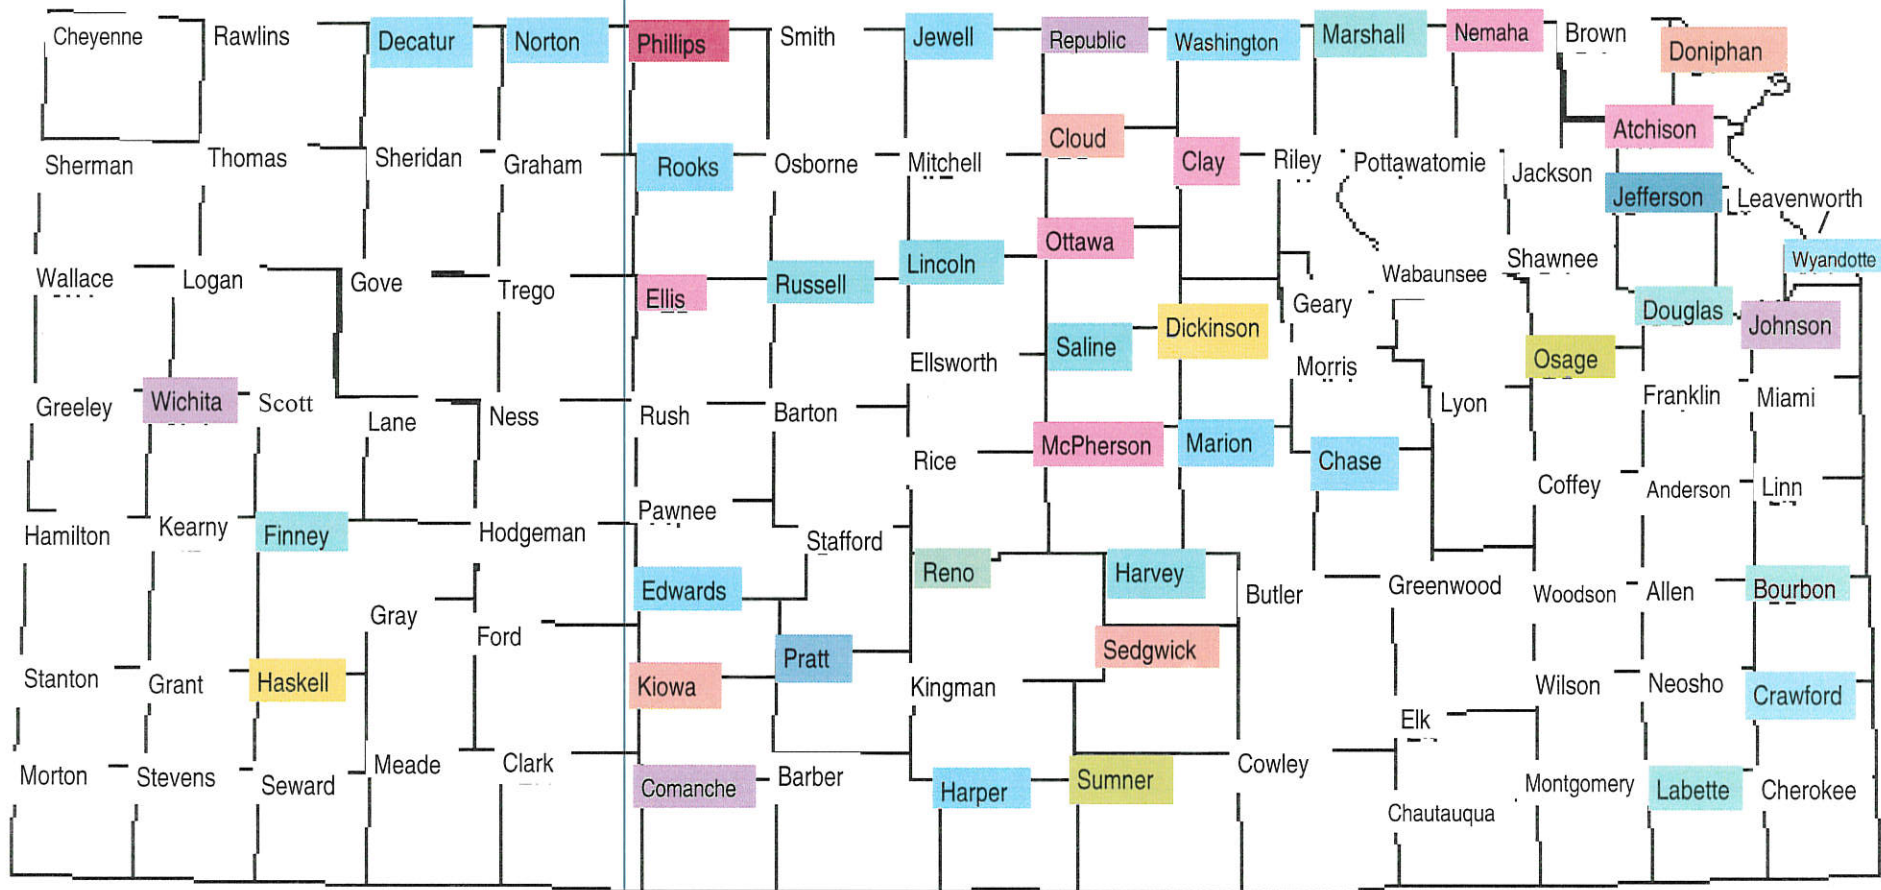 Cheyenne
Rawlins
Decatur
Norton
Phillips
Smith
Jewell
Republic
Washington
Marshall
Nemaha
Brown
Doniphan
Sherman
Thomas
Sheridan
Graham
Rooks
Osborne
Mitchell
Cloud
Clay
Riley
Pottawatomie
Jackson
Atchison
Jefferson
Leavenworth
Wallace
Logan
Gove
Trego
Ellis
Russell
Lincoln
Ottawa
Saline
Dickinson
Geary
Wabaunsee
Shawnee
Douglas
Wyandotte
Johnson
Greeley
Wichita
Scott
Lane
Ness
Rush
Barton
Ellsworth
Rice
McPherson
Marion
Morris
Chase
Lyon
Osage
Franklin
Miami
Hamilton
Kearny
Finney
Hodgeman
Pawnee
Stafford
Reno
Harvey
Butler
Greenwood
Coffey
Anderson
Linn
Woodson
Allen
Bourbon
Stanton
Grant
Haskell
Gray
Ford
Edwards
Kiowa
Pratt
Kingman
Sedgwick
Elk
Wilson
Neosho
Crawford
Morton
Stevens
Seward
Meade
Clark
Comanche
Barber
Harper
Sumner
Cowley
Chautauqua
Montgomery
Labette
Cherokee